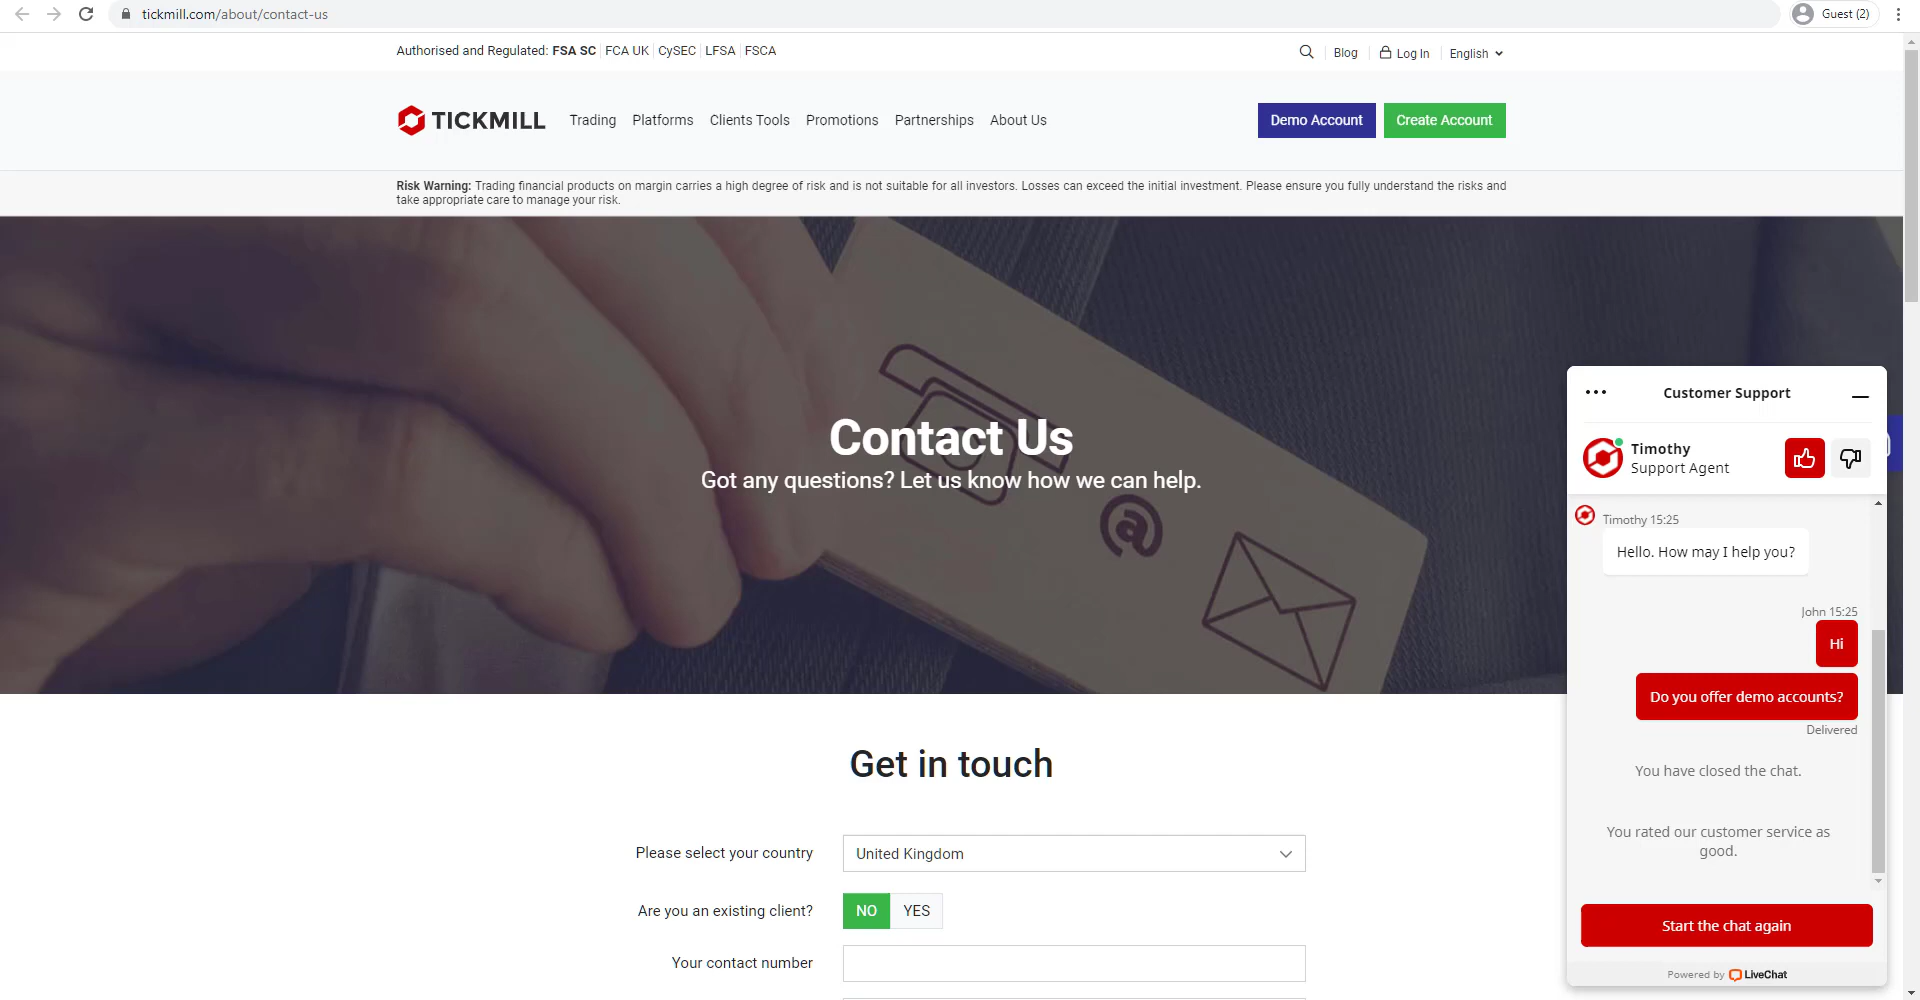 tickmill.com/about/contact-us
Guest (2)
Authorised and Regulated: FSA SC FCA UK CySEC LFSA FSCA
Blog
Log In
English
TICKMILL
Trading
Platforms
Clients Tools
Promotions
Partnerships
About Us
Demo Account
Create Account
Risk Warning: Trading financial products on margin carries a high degree of risk and is not suitable for all investors. Losses can exceed the initial investment. Please ensure you fully understand the risks and
take appropriate care to manage your risk.
Contact Us
Got any questions? Let us know how we can help.
@
Get in touch
Please select your country
United Kingdom
Are you an existing client?
NO
YES
Your contact number
Customer Support
Timothy
Support Agent
Timothy 15:25
Hello. How may I help you?
John 15:25
Hi
Do you offer demo accounts?
Delivered
You have closed the chat.
You rated our customer service as
good.
Start the chat again
Powered by LiveChat